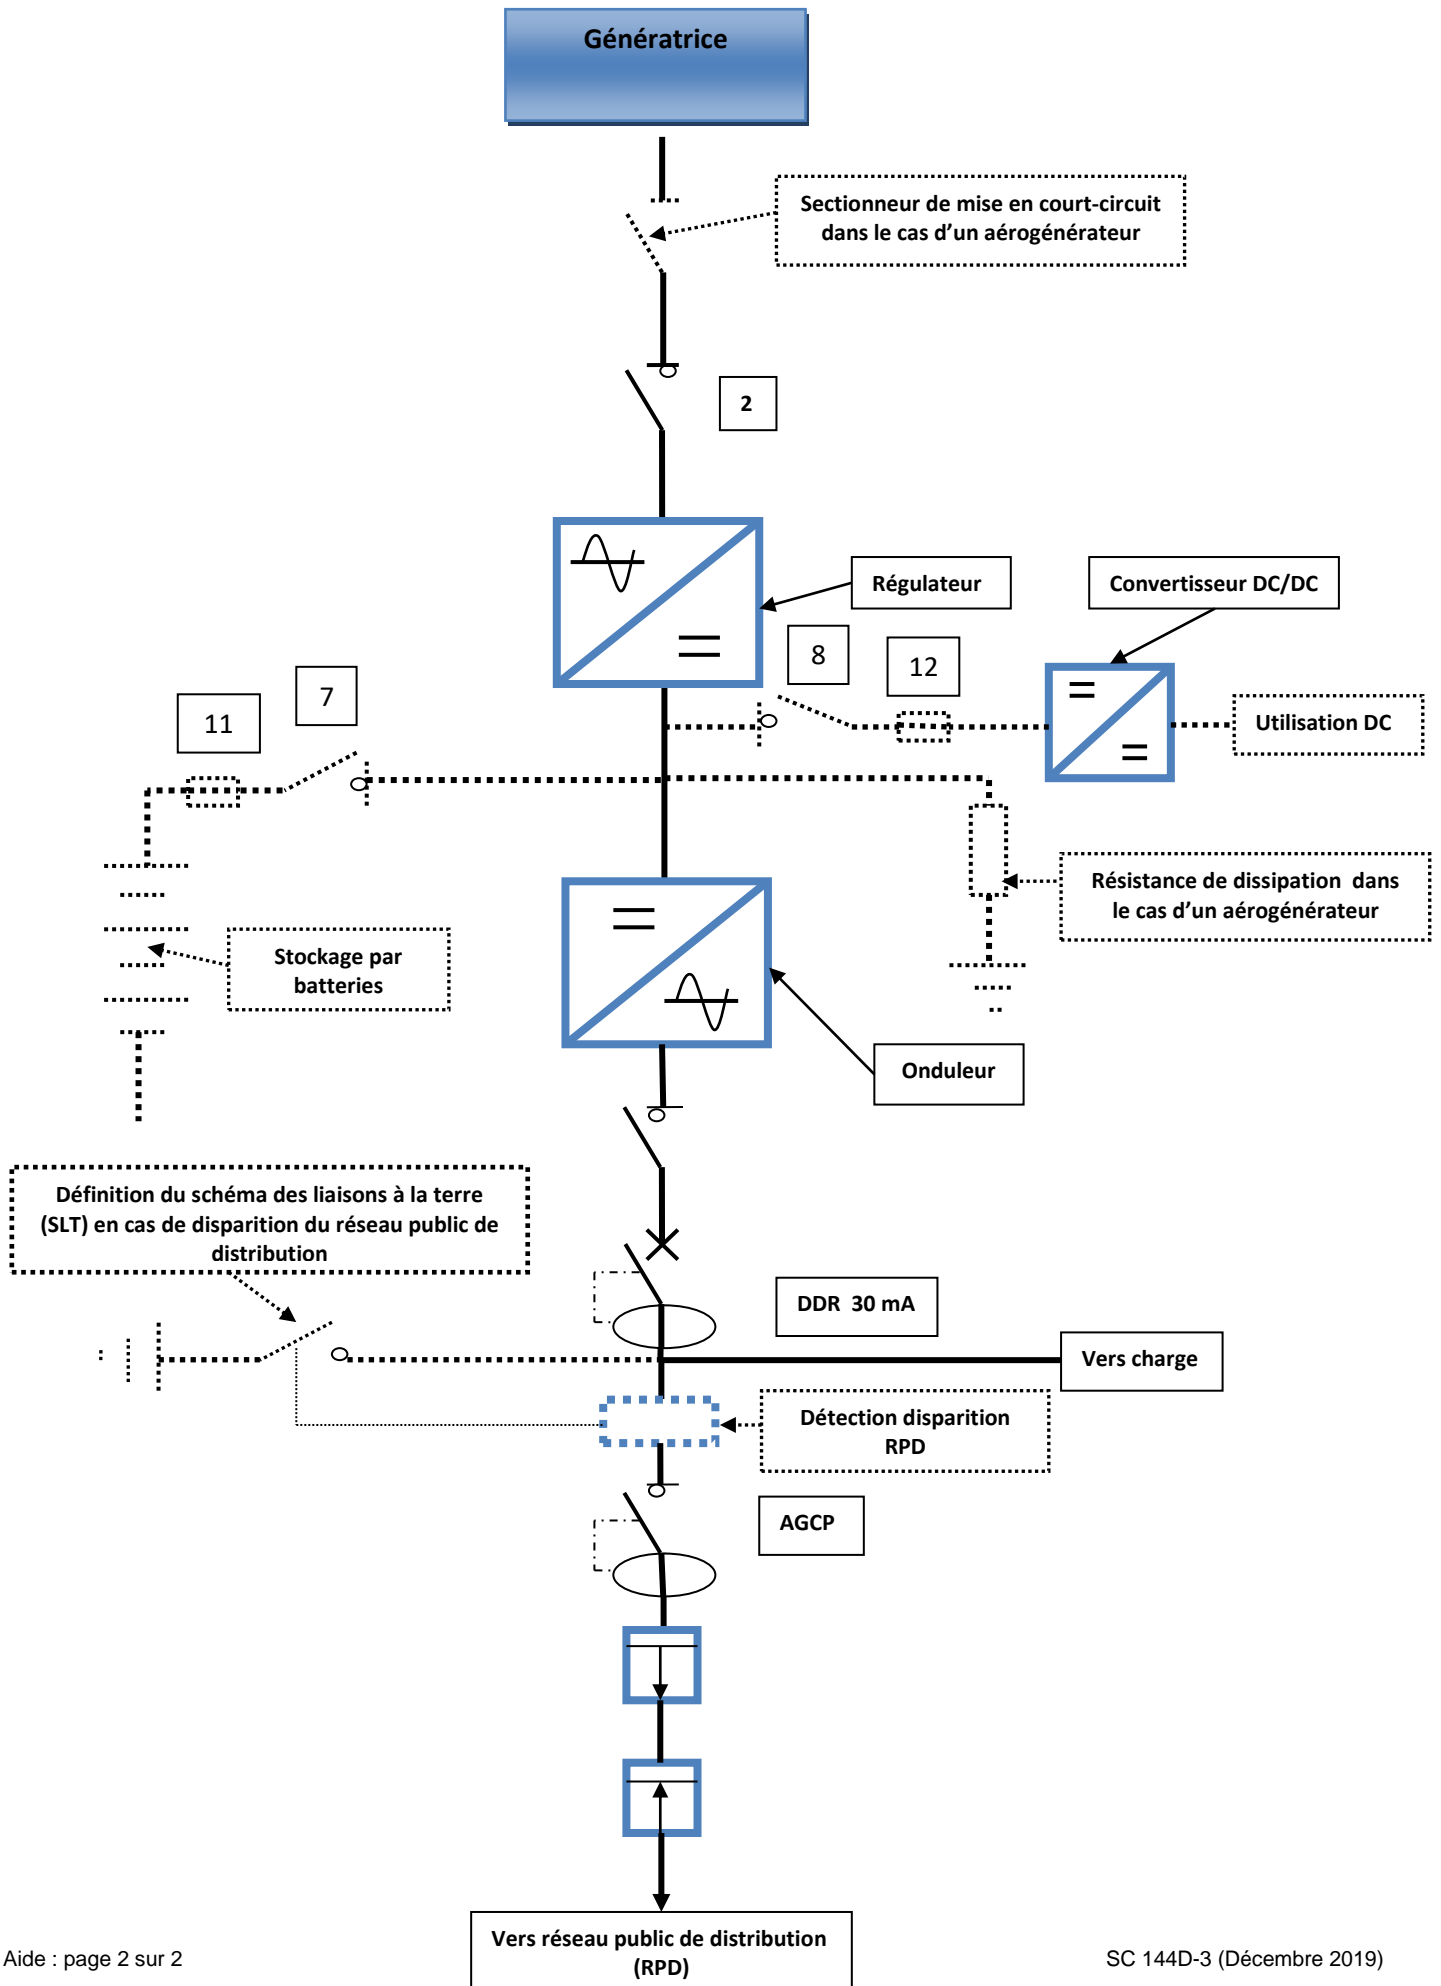 Génératrice
Sectionneur de mise en court-circuit
dans le cas d'un aérogénérateur
2
Régulateur
Convertisseur DC/DC
8
12
7
11
Utilisation DC
Résistance de dissipation dans
le cas d'un aérogénérateur
Stockage par
batteries
Onduleur
Définition du schéma des liaisons à la terre
(SLT) en cas de disparition du réseau public de
distribution
DDR 30 mA
Vers charge
Détection disparition
RPD
AGCP
Vers réseau public de distribution
(RPD)
Aide : page 2 sur 2
SC 144D-3 (Décembre 2019)